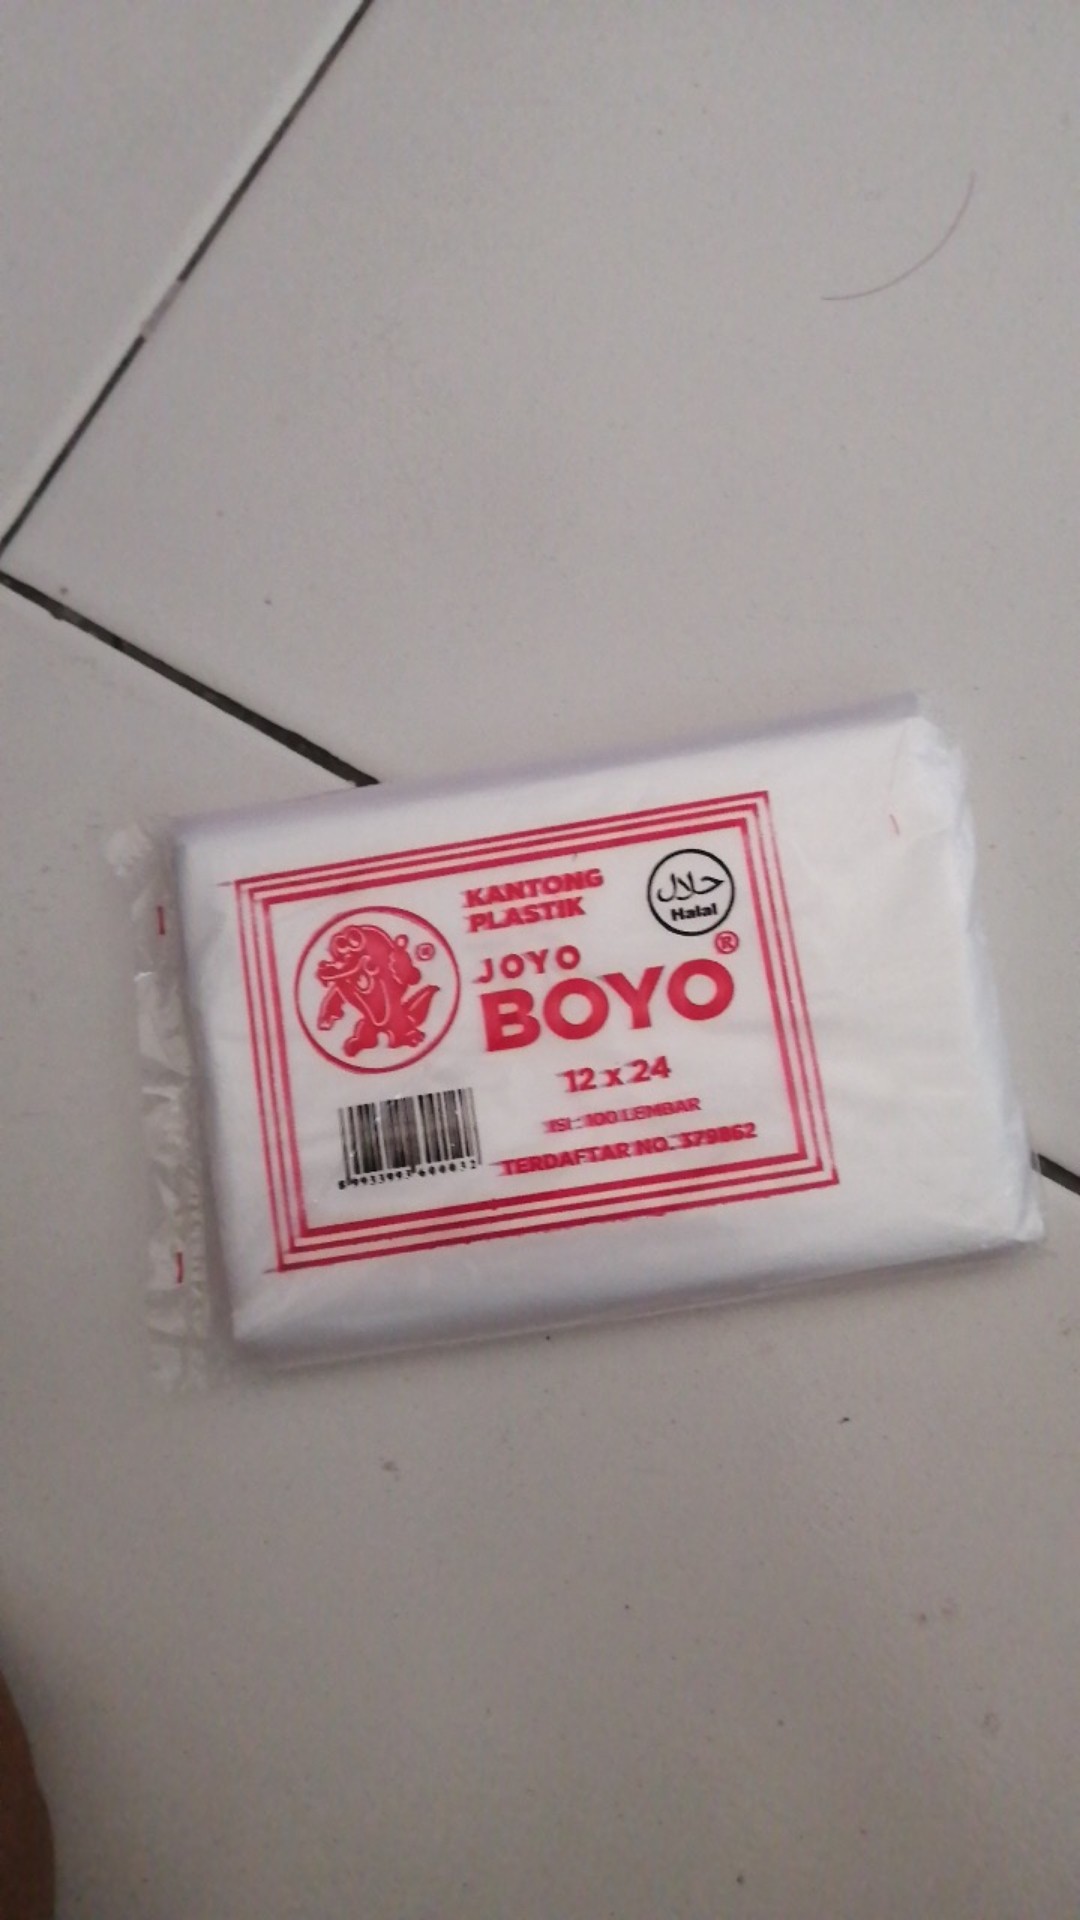 KANTONG
PLASTIK
حلال
Halal
®
JOYO
BOYO®
12 x 24
ISI : 100 LEMBAR
TERDAFTAR NO. 379862